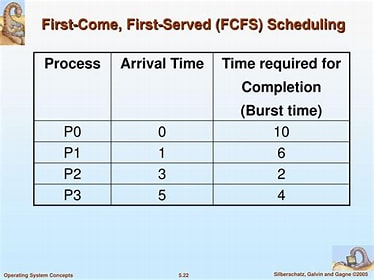 First-Come, First-Served (FCFS) Scheduling
Process Arrival Time Time required for
Completion
(Burst time)
P0 0 10
P1 1 6
P2 3 2
P3 5 4
Operating System Concepts 5.22 Silberschatz, Galvin and Gagne ©2005